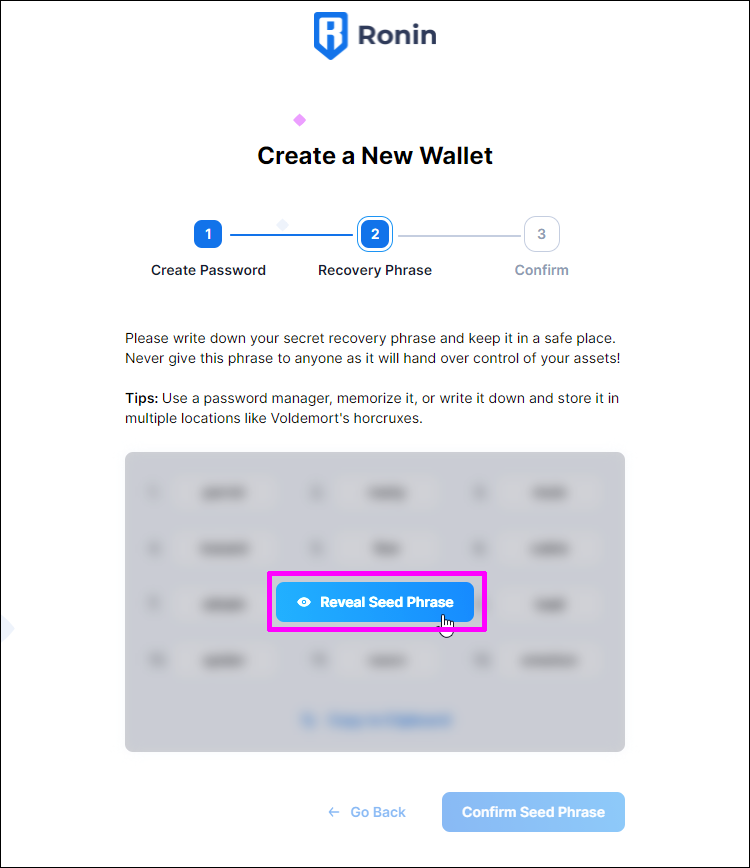 Ronin
Create a New Wallet
1
2
3
Create Password
Recovery Phrase
Confirm
Please write down your secret recovery phrase and keep it in a safe place.
Never give this phrase to anyone as it will hand over control of your assets!
Tips: Use a password manager, memorize it, or write it down and store it in
multiple locations like Voldemort's horcruxes.
Reveal Seed Phrase
Go Back
Confirm Seed Phrase